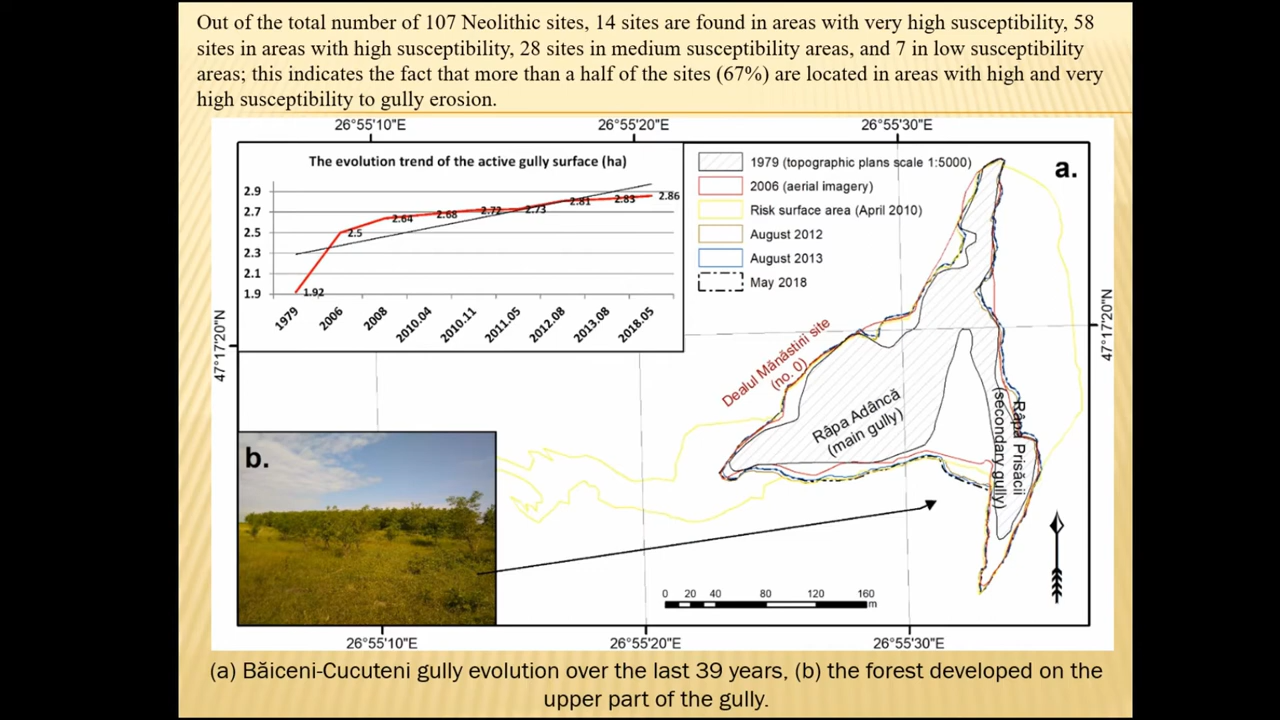 Out of the total number of 107 Neolithic sites, 14 sites are found in areas with very high susceptibility, 58
sites in areas with high susceptibility, 28 sites in medium susceptibility areas, and 7 in low susceptibility
areas; this indicates the fact that more than a half of the sites (67%) are located in areas with high and very
high susceptibility to gully erosion.
26°55'10"E
26°55'20"E
26°55'30"E
The evolution trend of the active gully surface (ha)
2.9
2.7
2.5
2.3
2.1
1.9
1.92
2.5
2.64
2.68
2.72
2.73
2.81
2.83
2.86
1979
2006
2008
2010.04
2010.11
2011.05
2012.08
2013.08
2018.05
1979 (topographic plans scale 1:5000)
2006 (aerial imagery)
Risk surface area (April 2010)
August 2012
August 2013
May 2018
a.
47°17'20"N
47°17'20"N
Dealul Mănăstirii site
(no. 0)
Râpa Adâncă
(main gully)
Râpa Prisăcii
(secondary gully)
b.
0 20 40 80 120 160
m
26°55'10"E
26°55'20"E
26°55'30"E
(a) Băiceni-Cucuteni gully evolution over the last 39 years, (b) the forest developed on the
upper part of the gully.